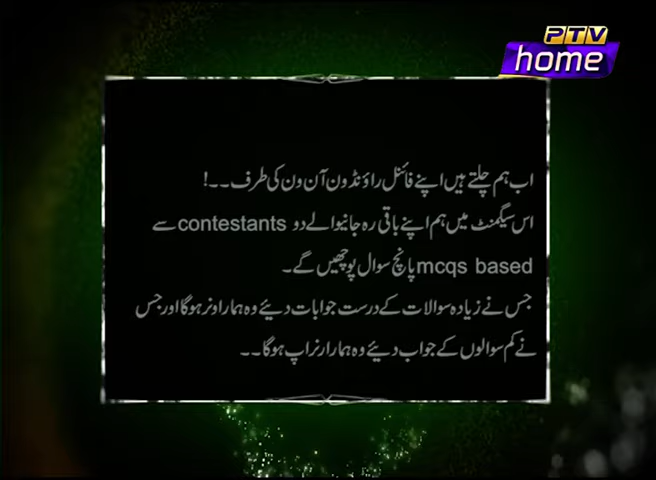 PTV
home
اب ہم چلتے ہیں اپنے فائنل راؤنڈ ون آن ون کی طرف ۔۔!
اس سیگمنٹ میں ہم اپنے باقی رہ جانیوالے دو contestants سے
mcqs based پانچ سوال پوچھیں گے۔
جس نے زیادہ سوالات کے درست جوابات دیئے وہ ہمارا ونر ہوگا اور جس
نے کم سوالوں کے جواب دیئے وہ ہمارا رنراپ ہوگا ۔۔